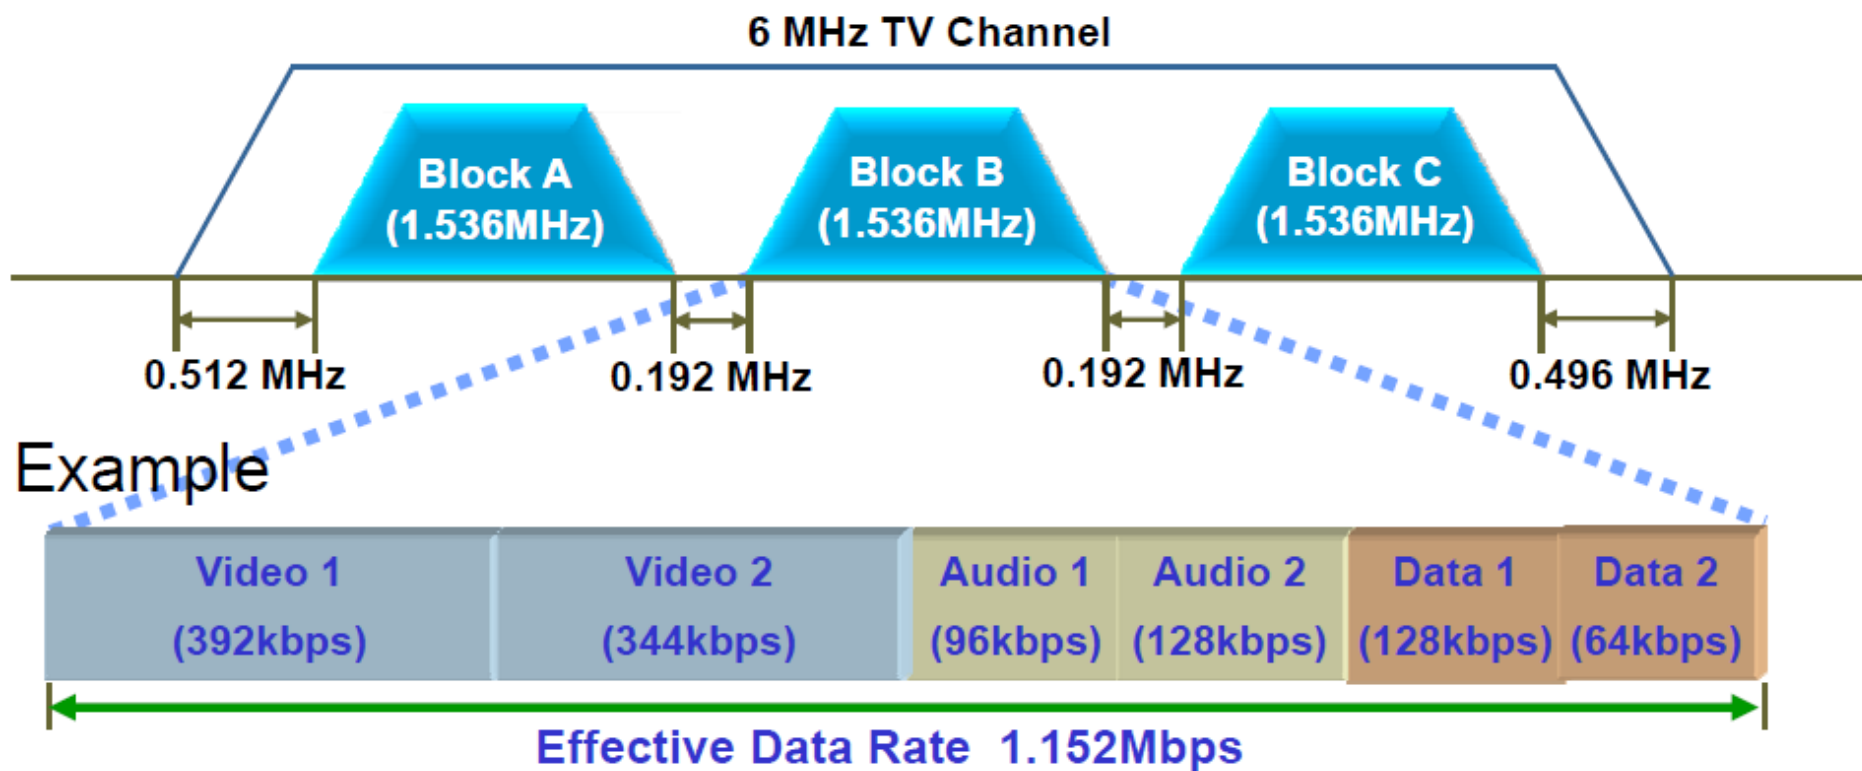 6 MHz TV Channel
Block A
(1.536MHz)
Block B
(1.536MHz)
Block C
(1.536MHz)
0.512 MHz
0.192 MHz
0.192 MHz
0.496 MHz
Example
Video 1
(392kbps)
Video 2
(344kbps)
Audio 1
(96kbps)
Audio 2
(128kbps)
Data 1
(128kbps)
Data 2
(64kbps)
Effective Data Rate 1.152Mbps